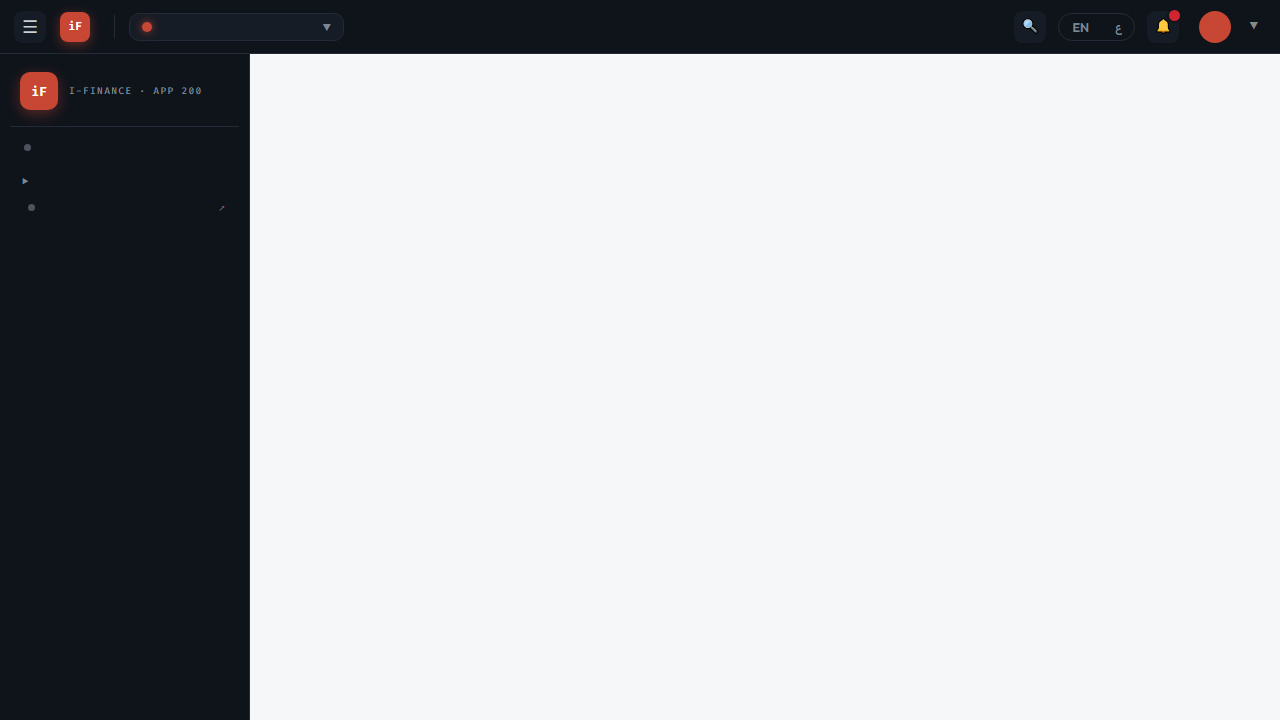 iF
EN ع
iF I-FINANCE · APP 200